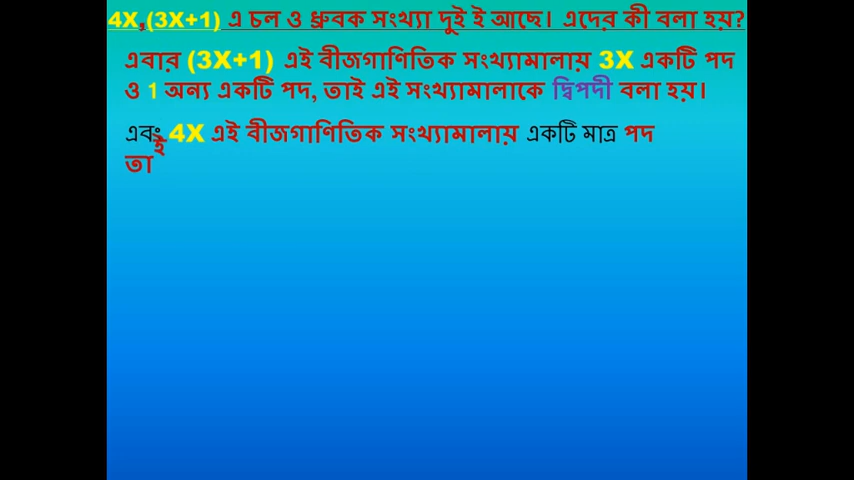 4X,(3X+1) এ চল ও ধ্রুবক সংখ্যা দুই ই আছে। এদের কী বলা হয়?
এবার (3X+1) এই বীজগাণিতিক সংখ্যামালায় 3X একটি পদ
ও 1 অন্য একটি পদ, তাই এই সংখ্যামালাকে দ্বিপদী বলা হয়।
এবং 4X এই বীজগাণিতিক সংখ্যামালায় একটি মাত্র পদ
তাই